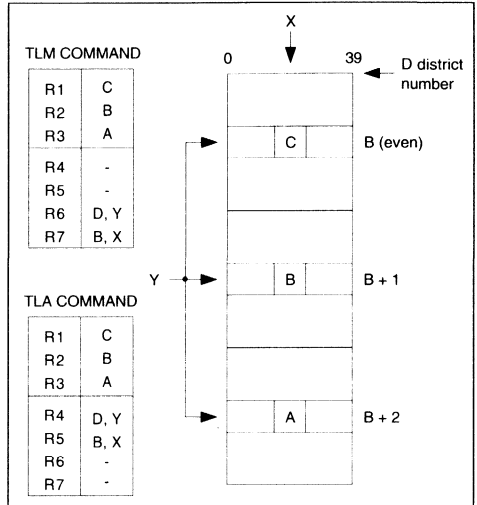 X
TLM COMMAND
0 39
D district
number
R1 C
R2 B
R3 A
R4 -
R5 -
R6 D, Y
R7 B, X
C B (even)
Y B B + 1
TLA COMMAND
R1 C
R2 B
R3 A
R4 D, Y
R5 B, X
R6 -
R7 -
A B + 2